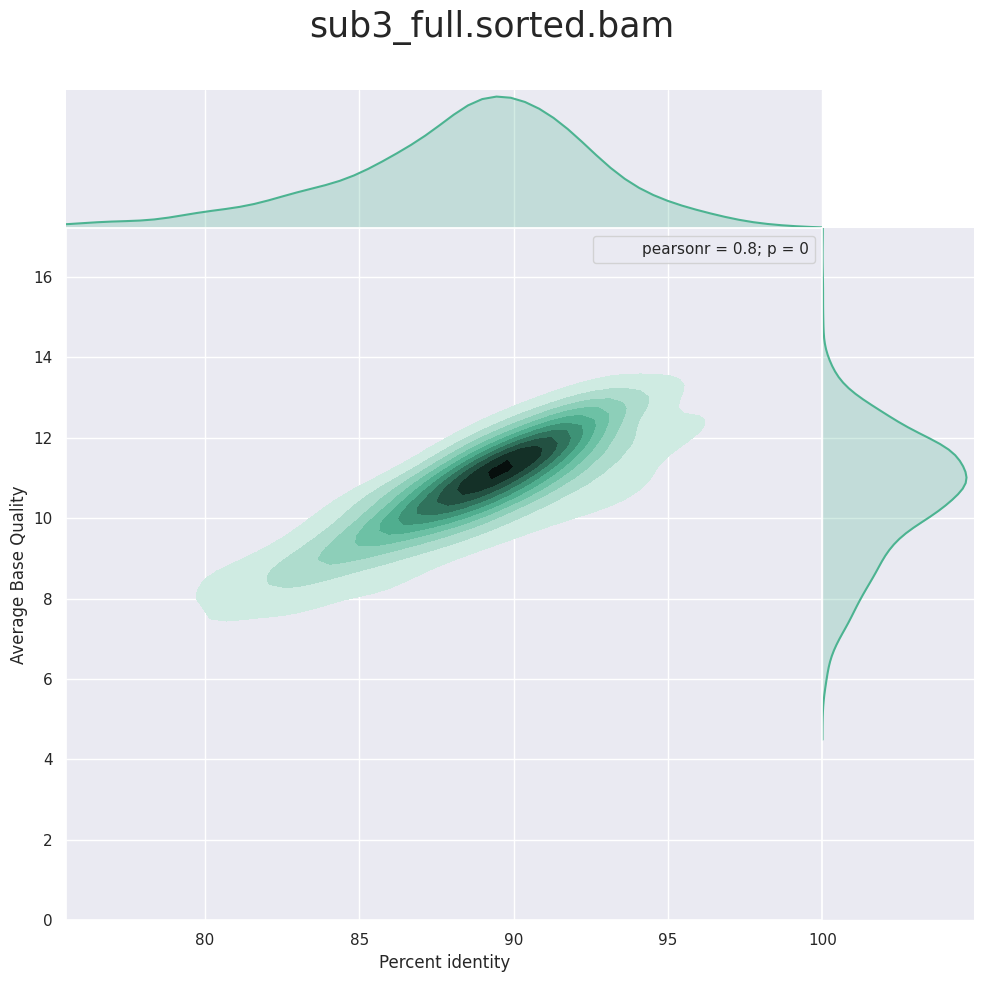 sub3_full.sorted.bam
pearsonr = 0.8; p = 0
16
14
12
10
8
6
4
2
0
Average Base Quality
80 85 90 95 100
Percent identity